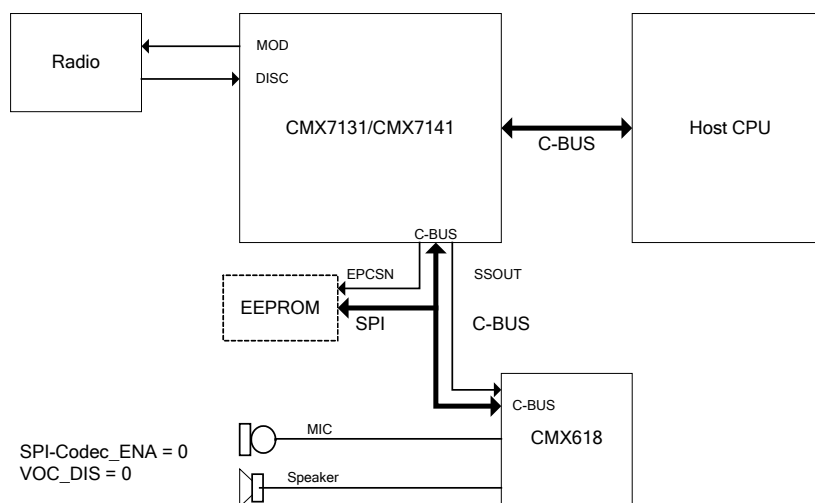 MOD
Radio
DISC
CMX7131/CMX7141
Host CPU
C-BUS
C-BUS
EPCSN
SSOUT
EEPROM
SPI
C-BUS
C-BUS
MIC
CMX618
SPI-Codec_ENA = 0
VOC_DIS = 0
Speaker